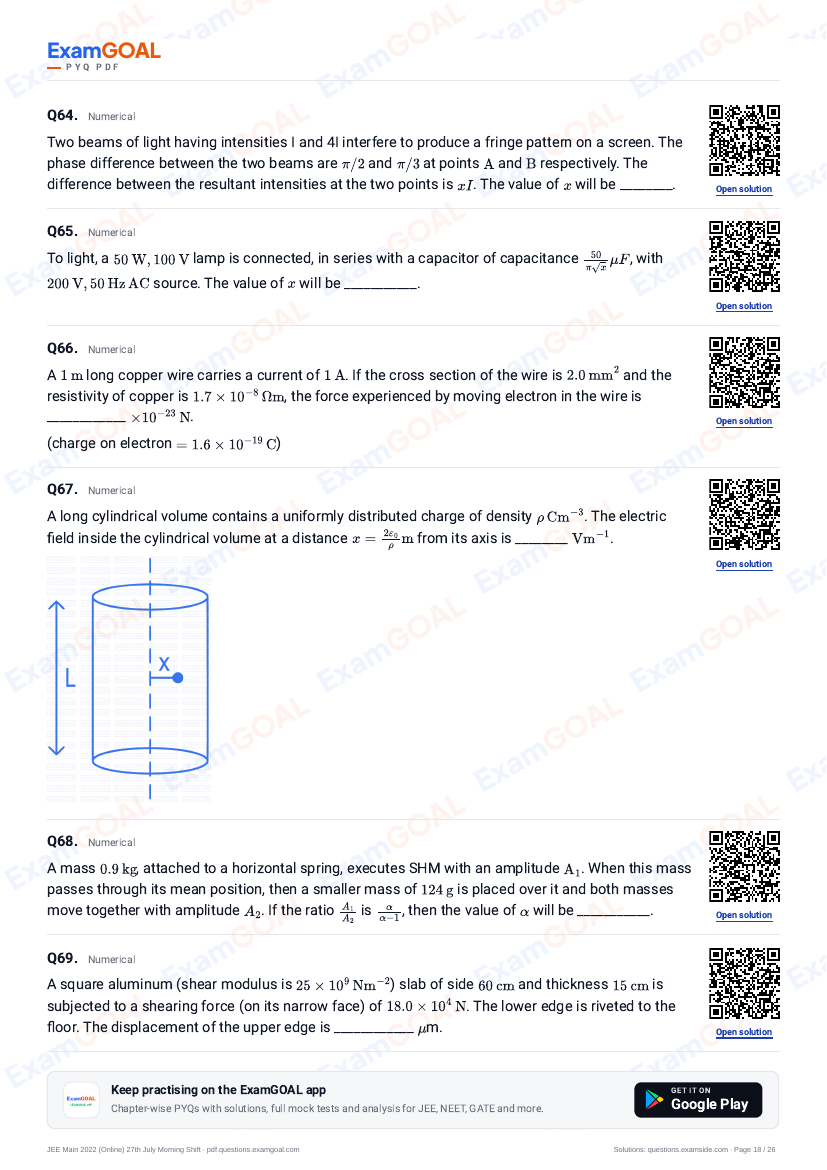 ExamGOAL
PYQ PDF
Q64. Numerical
Two beams of light having intensities I and 4I interfere to produce a fringe pattern on a screen. The
phase difference between the two beams are π/2 and π/3 at points A and B respectively. The
difference between the resultant intensities at the two points is xI. The value of x will be ________.
Open solution
Q65. Numerical
To light, a 50 W, 100 V lamp is connected, in series with a capacitor of capacitance 50/(π√x) μF, with
200 V, 50 Hz AC source. The value of x will be ___________.
Open solution
Q66. Numerical
A 1 m long copper wire carries a current of 1 A. If the cross section of the wire is 2.0 mm² and the
resistivity of copper is 1.7 × 10⁻⁸ Ωm, the force experienced by moving electron in the wire is
____________ ×10⁻²³ N.
(charge on electron = 1.6 × 10⁻¹⁹ C)
Open solution
Q67. Numerical
A long cylindrical volume contains a uniformly distributed charge of density ρ Cm⁻³. The electric
field inside the cylindrical volume at a distance x = 2ε₀/ρ m from its axis is ________ Vm⁻¹.
Open solution
X
L
Q68. Numerical
A mass 0.9 kg, attached to a horizontal spring, executes SHM with an amplitude A₁. When this mass
passes through its mean position, then a smaller mass of 124 g is placed over it and both masses
move together with amplitude A₂. If the ratio A₁/A₂ is α/(α−1), then the value of α will be ___________.
Open solution
Q69. Numerical
A square aluminum (shear modulus is 25 × 10⁹ Nm⁻²) slab of side 60 cm and thickness 15 cm is
subjected to a shearing force (on its narrow face) of 18.0 × 10⁴ N. The lower edge is riveted to the
floor. The displacement of the upper edge is ____________ μm.
Open solution
ExamGOAL
Keep practising on the ExamGOAL app
Chapter-wise PYQs with solutions, full mock tests and analysis for JEE, NEET, GATE and more.
GET IT ON
Google Play
JEE Main 2022 (Online) 27th July Morning Shift · pdf.questions.examgoal.com
Solutions: questions.examside.com · Page 18 / 26